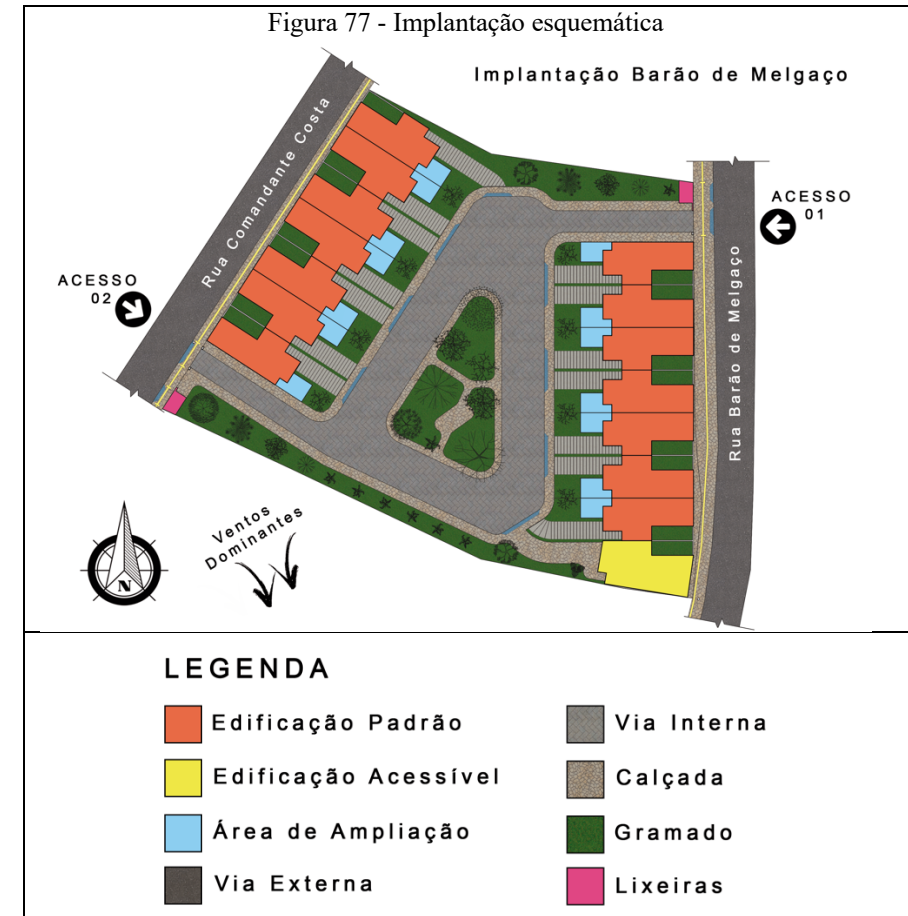 Figura 77 - Implantação esquemática
Implantação Barão de Melgaço
Rua Comandante Costa
ACESSO
01
ACESSO
02
Rua Barão de Melgaço
Ventos
Dominantes
N
LEGENDA
Edificação Padrão
Via Interna
Edificação Acessível
Calçada
Área de Ampliação
Gramado
Via Externa
Lixeiras